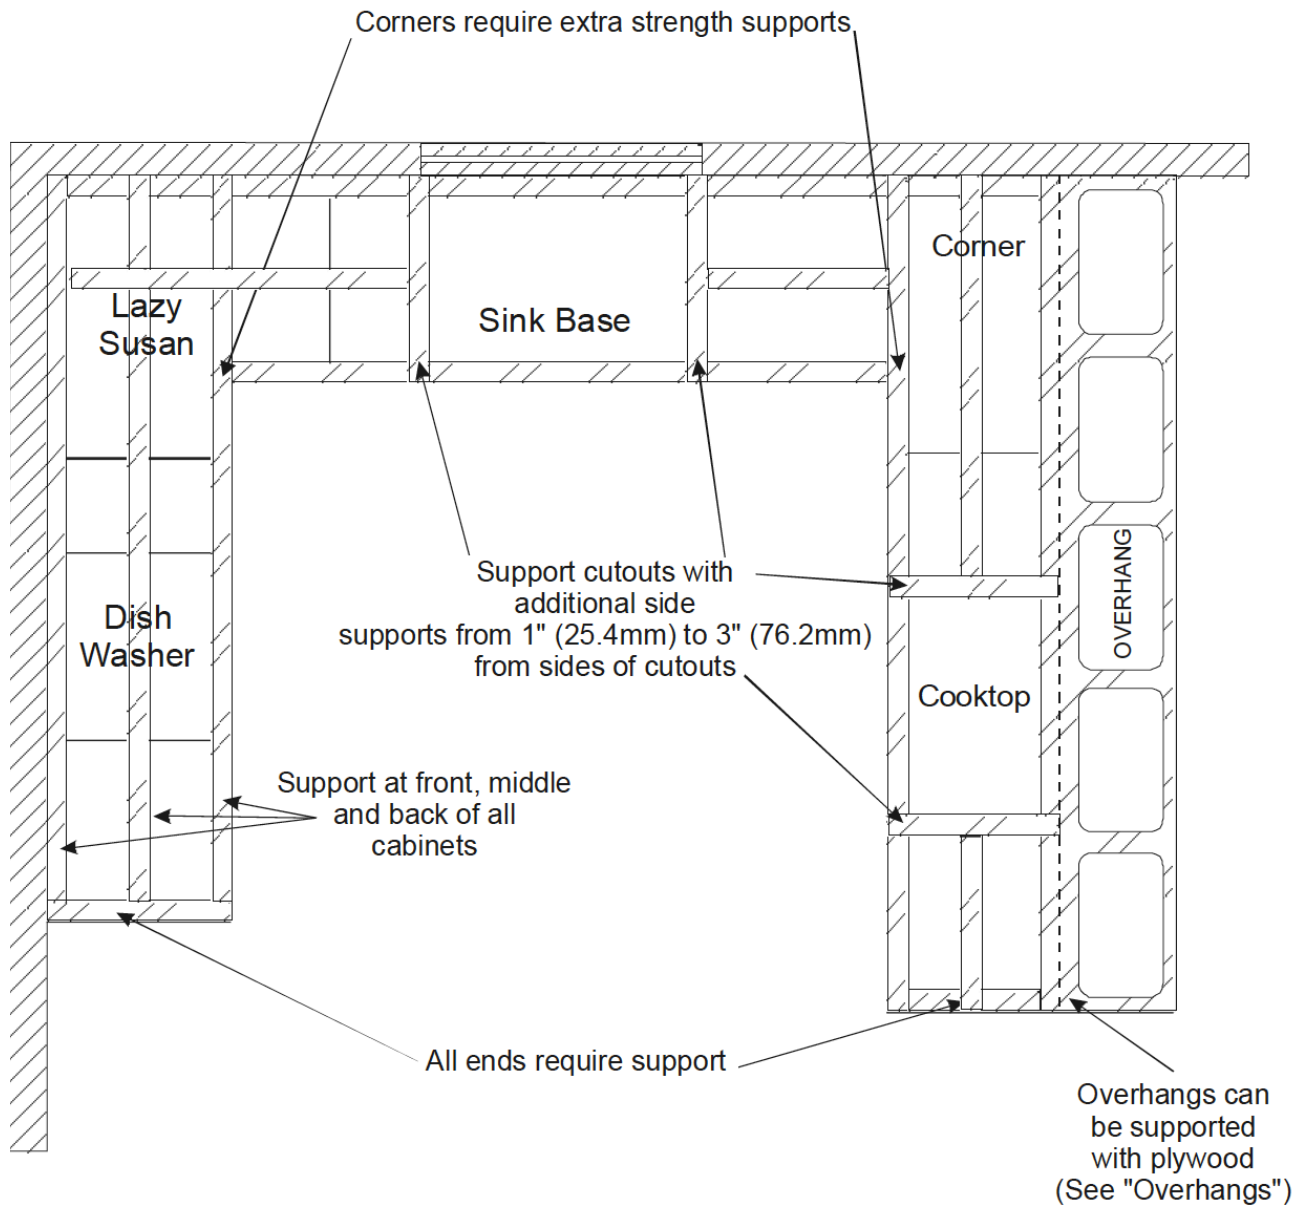 Corners require extra strength supports
Corner
Lazy
Susan
Sink Base
OVERHANG
Support cutouts with
additional side
supports from 1" (25.4mm) to 3" (76.2mm)
from sides of cutouts
Dish
Washer
Cooktop
Support at front, middle
and back of all
cabinets
All ends require support
Overhangs can
be supported
with plywood
(See "Overhangs")